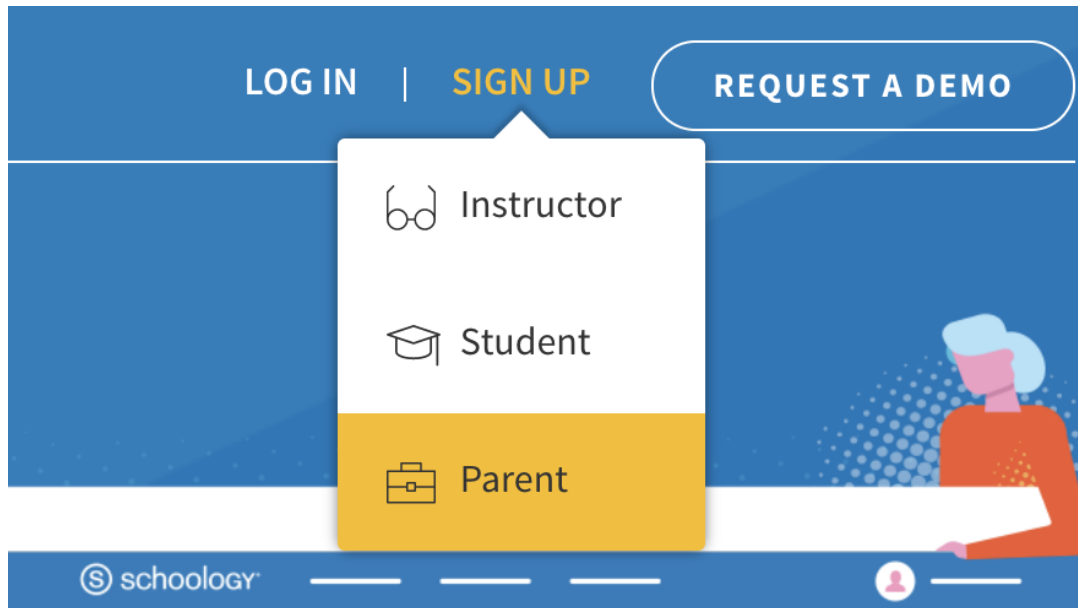 LOG IN | SIGN UP REQUEST A DEMO
Instructor
Student
Parent
Ⓢ schoology